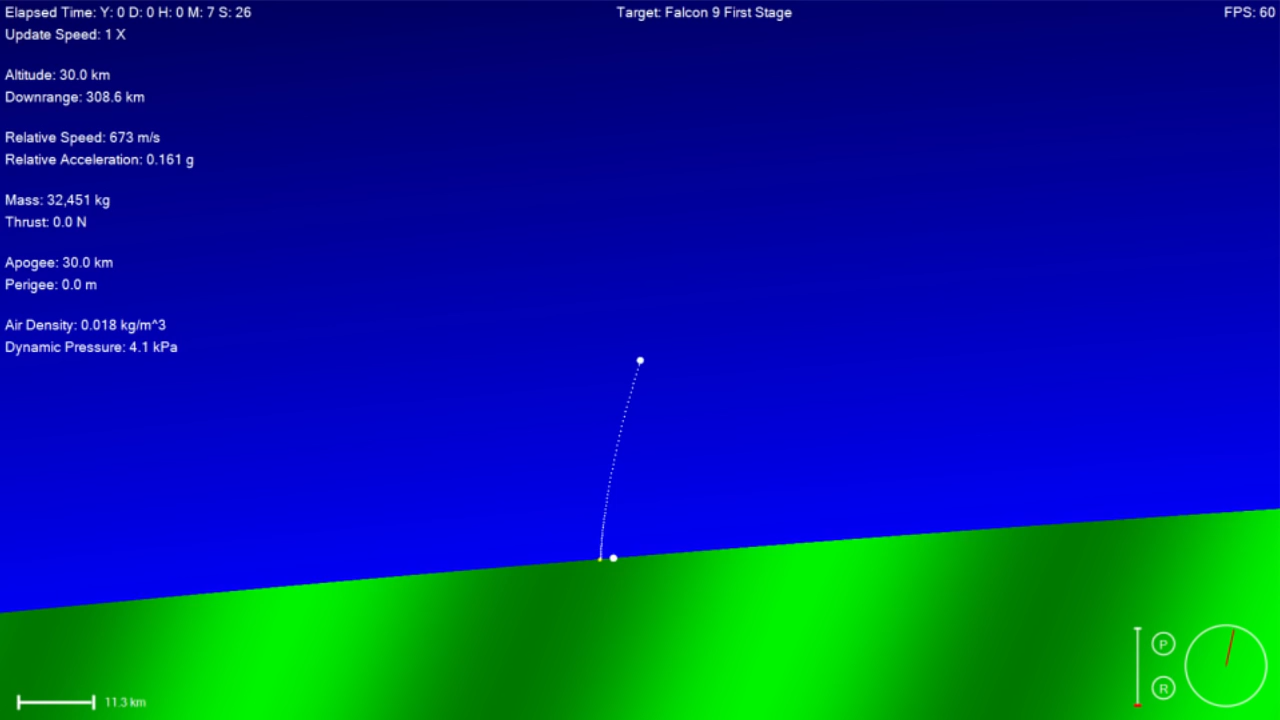 Elapsed Time: Y: 0 D: 0 H: 0 M: 7 S: 26
Target: Falcon 9 First Stage
FPS: 60
Update Speed: 1 X
Altitude: 30.0 km
Downrange: 308.6 km
Relative Speed: 673 m/s
Relative Acceleration: 0.161 g
Mass: 32,451 kg
Thrust: 0.0 N
Apogee: 30.0 km
Perigee: 0.0 m
Air Density: 0.018 kg/m^3
Dynamic Pressure: 4.1 kPa
P
R
11.3 km